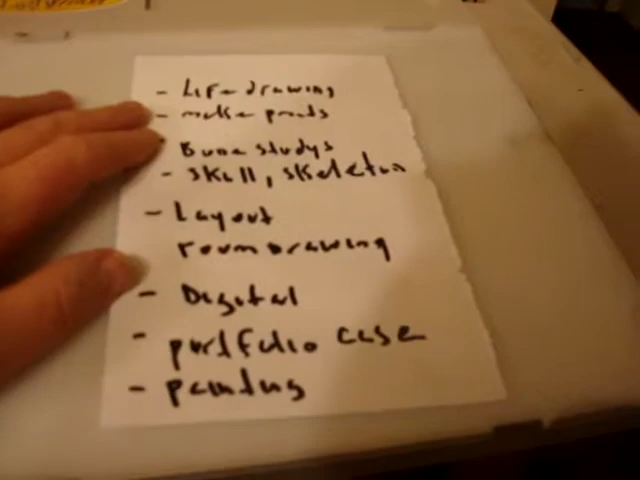 - Life drawing
- make prints
- Bone studys
- skull, skeleton
- Layout
room drawing
- Digital
- portfolio case
- painting